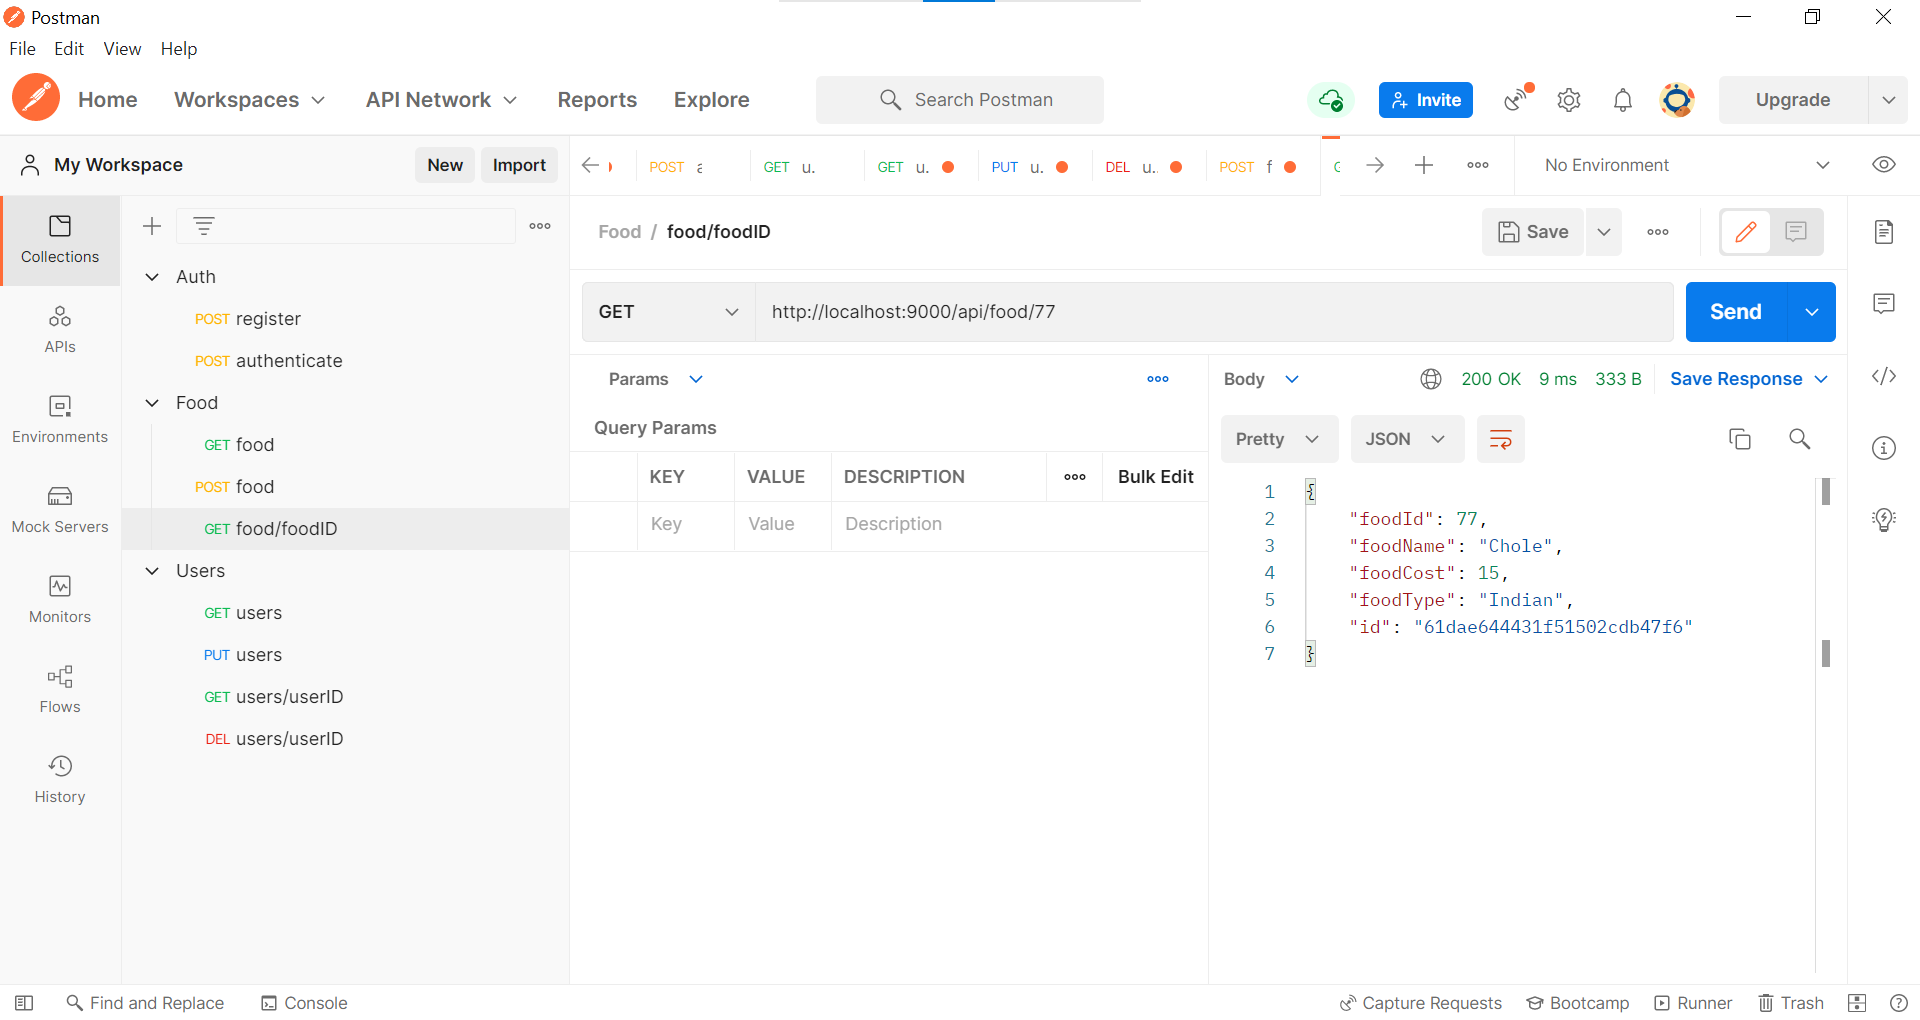 Postman
File Edit View Help
Home Workspaces API Network Reports Explore Search Postman Invite Upgrade
My Workspace New Import
POST GET u. GET u. PUT u. DEL u.. POST f No Environment
Collections
APIs
Environments
Mock Servers
Monitors
Flows
History
Auth
POST register
POST authenticate
Food
GET food
POST food
GET food/foodID
Users
GET users
PUT users
GET users/userID
DEL users/userID
Food / food/foodID Save
GET http://localhost:9000/api/food/77 Send
Params
Query Params
KEY VALUE DESCRIPTION Bulk Edit
Key Value Description
Body 200 OK 9 ms 333 B Save Response
Pretty JSON
1 {
2 "foodId": 77,
3 "foodName": "Chole",
4 "foodCost": 15,
5 "foodType": "Indian",
6 "id": "61dae644431f51502cdb47f6"
7 }
Find and Replace Console Capture Requests Bootcamp Runner Trash